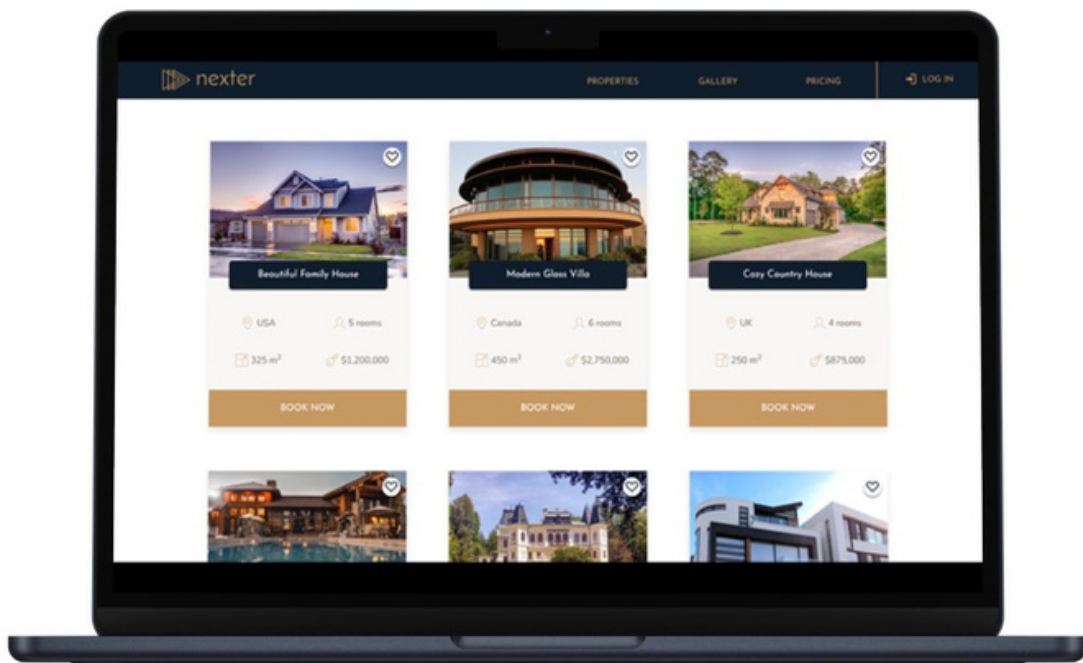 nexter
PROPERTIES
GALLERY
PRICING
LOG IN
Beautiful Family House
USA
5 rooms
325 m²
$1,200,000
BOOK NOW
Modern Glass Villa
Canada
6 rooms
450 m²
$2,750,000
BOOK NOW
Cozy Country House
UK
4 rooms
250 m²
$875,000
BOOK NOW